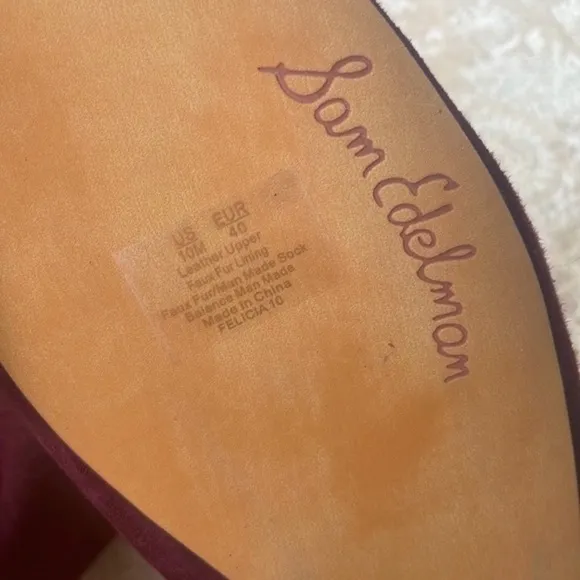 Sam Edelman
US EUR
10M 40
Leather Upper
Faux Fur Lining
Faux Fur/Man Made Sock
Balance Man Made
Made in China
FELICIA 10